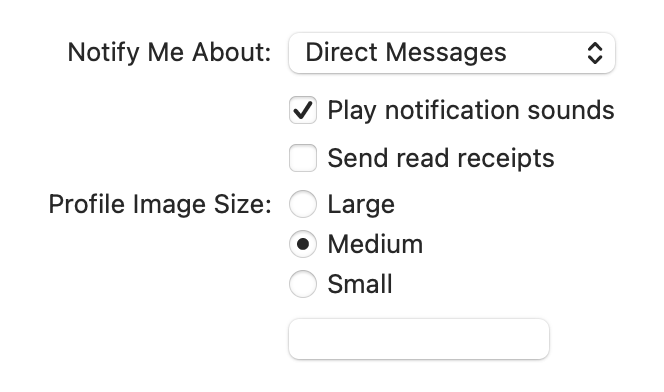 Notify Me About: Direct Messages
Play notification sounds
Send read receipts
Profile Image Size: Large
Medium
Small